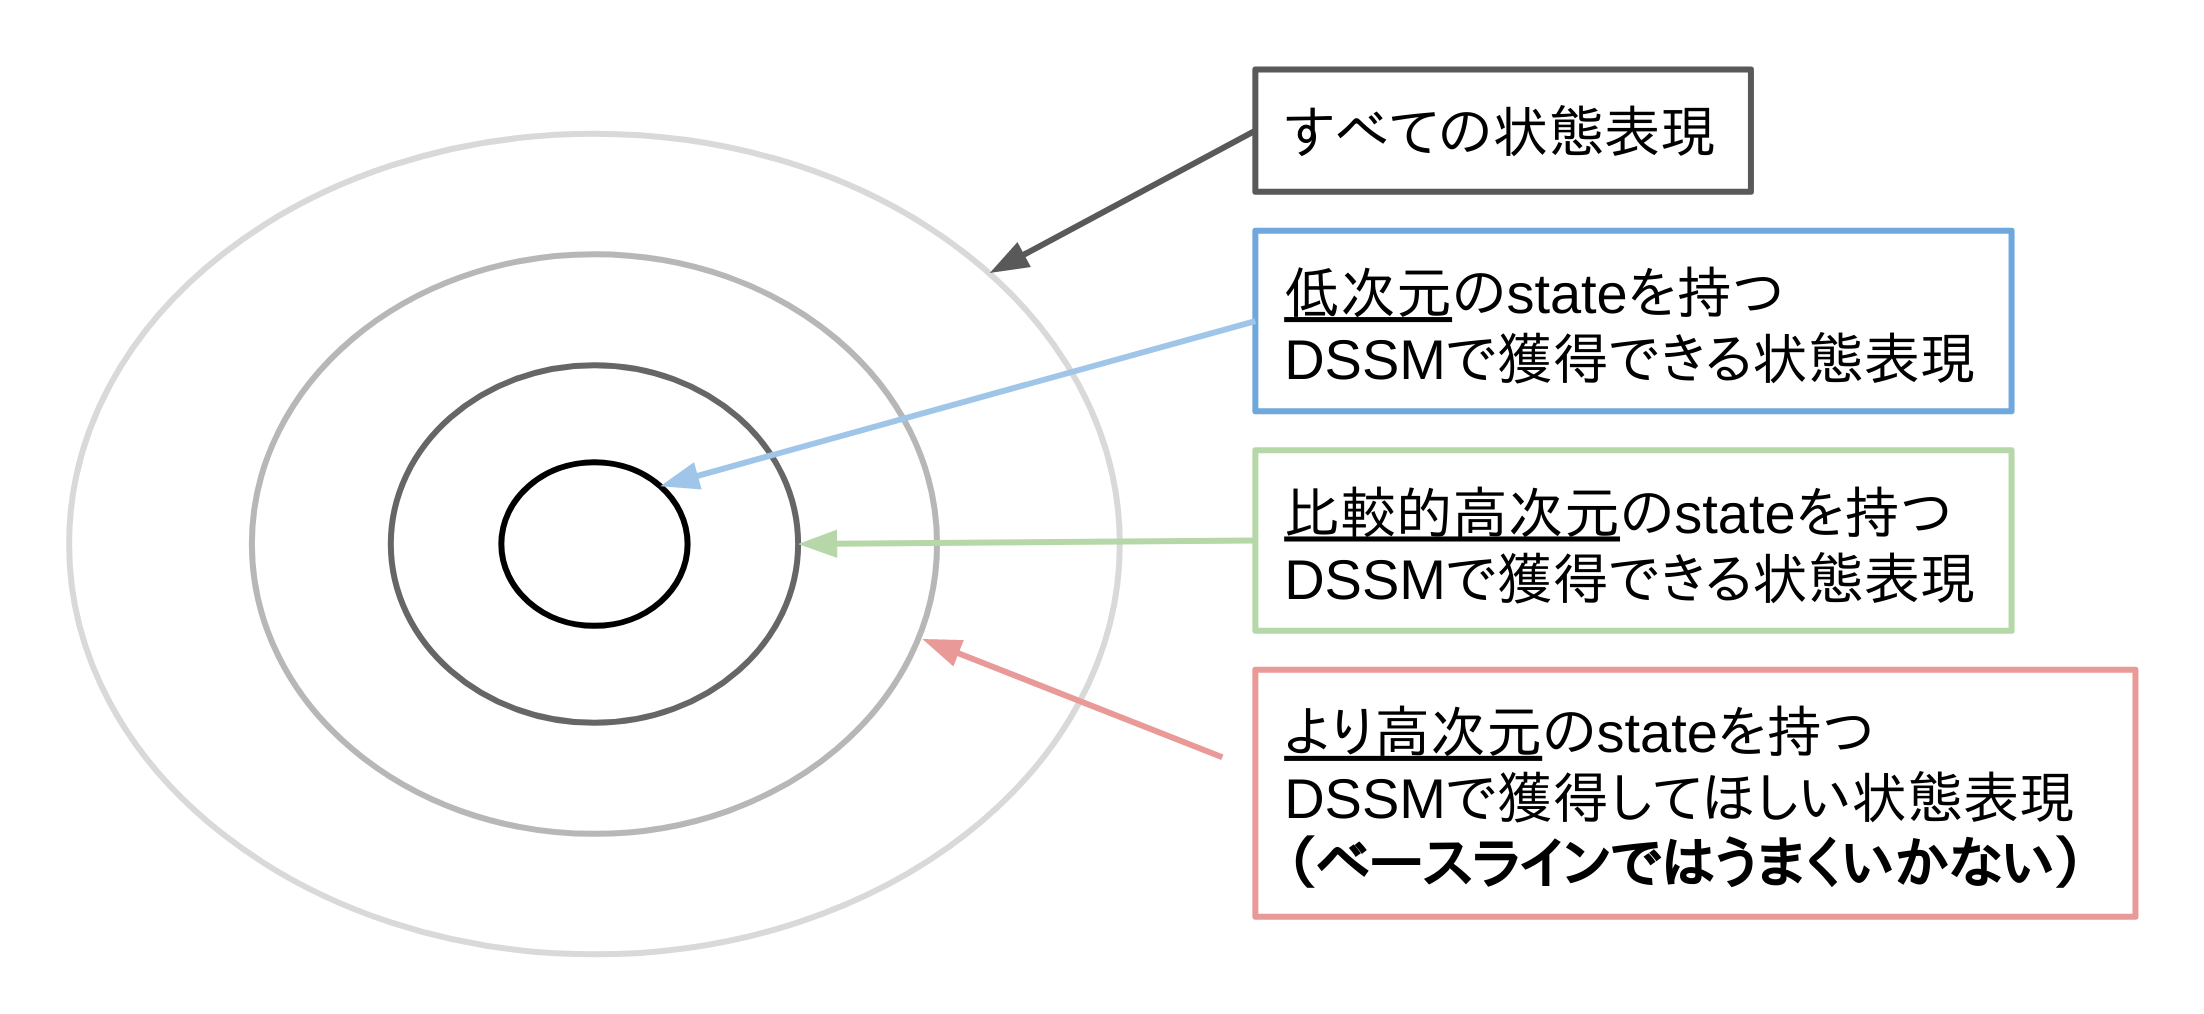 すべての状態表現
低次元のstateを持つ
DSSMで獲得できる状態表現
比較的高次元のstateを持つ
DSSMで獲得できる状態表現
より高次元のstateを持つ
DSSMで獲得してほしい状態表現
（ベースラインではうまくいかない）